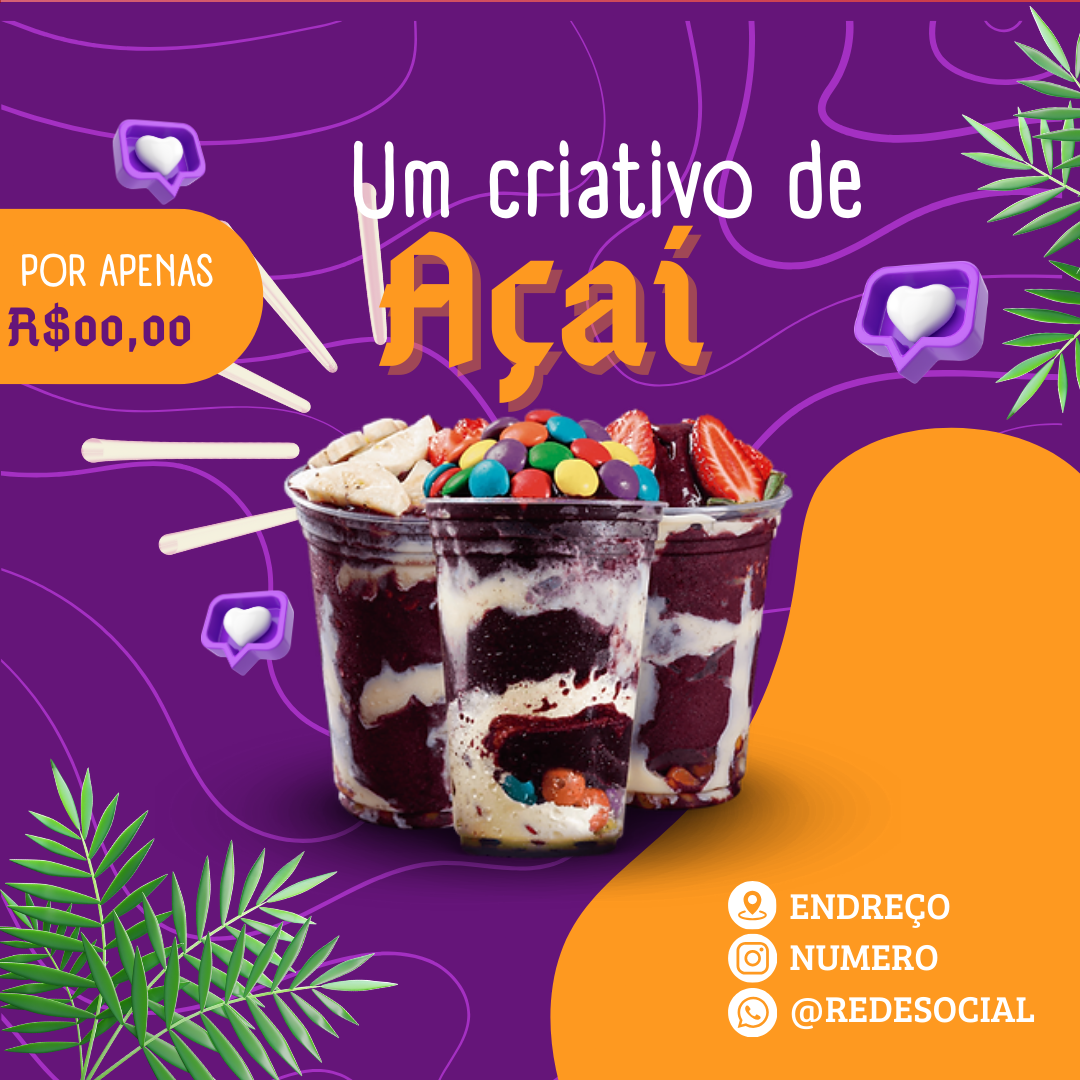 Um criativo de
Açaí
POR APENAS
R$00,00
ENDREÇO
NUMERO
@REDESOCIAL